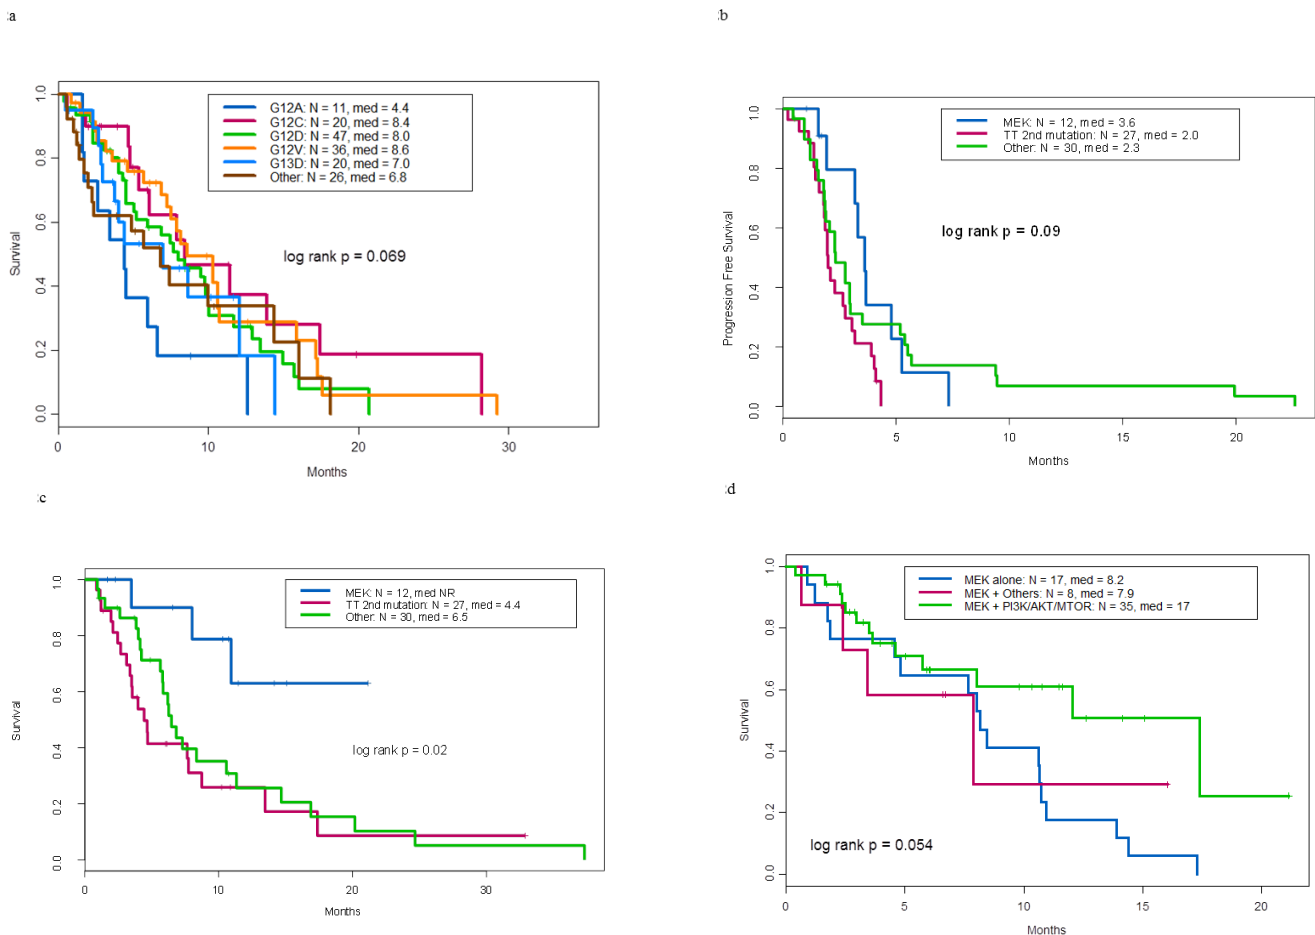 :a
G12A: N = 11, med = 4.4
G12C: N = 20, med = 8.4
G12D: N = 47, med = 8.0
G12V: N = 36, med = 8.6
G13D: N = 20, med = 7.0
Other: N = 26, med = 6.8
log rank p = 0.069
Survival
1.0
0.8
0.6
0.4
0.2
0.0
0 10 20 30
Months
:b
MEK: N = 12, med = 3.6
TT 2nd mutation: N = 27, med = 2.0
Other: N = 30, med = 2.3
log rank p = 0.09
Progression Free Survival
1.0
0.8
0.6
0.4
0.2
0.0
0 5 10 15 20
Months
:c
MEK: N = 12, med NR
TT 2nd mutation: N = 27, med = 4.4
Other: N = 30, med = 6.5
log rank p = 0.02
Survival
1.0
0.8
0.6
0.4
0.2
0.0
0 10 20 30
Months
:d
MEK alone: N = 17, med = 8.2
MEK + Others: N = 8, med = 7.9
MEK + PI3K/AKT/MTOR: N = 35, med = 17
log rank p = 0.054
Survival
1.0
0.8
0.6
0.4
0.2
0.0
0 5 10 15 20
Months